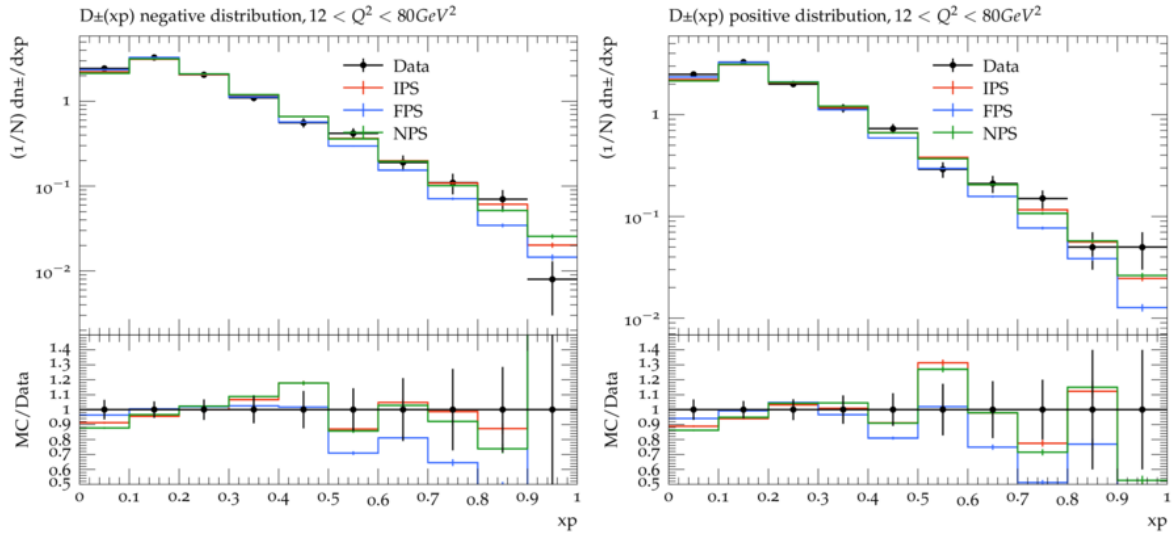 D±(xp) negative distribution, 12 < Q² < 80GeV²
(1/N) dn±/dxp
1
10⁻¹
10⁻²
Data
IPS
FPS
NPS
MC/Data
1.4
1.3
1.2
1.1
1
0.9
0.8
0.7
0.6
0.5
0 0.1 0.2 0.3 0.4 0.5 0.6 0.7 0.8 0.9 1
xp
D±(xp) positive distribution, 12 < Q² < 80GeV²
(1/N) dn±/dxp
1
10⁻¹
10⁻²
Data
IPS
FPS
NPS
MC/Data
1.4
1.3
1.2
1.1
1
0.9
0.8
0.7
0.6
0.5
0 0.1 0.2 0.3 0.4 0.5 0.6 0.7 0.8 0.9 1
xp